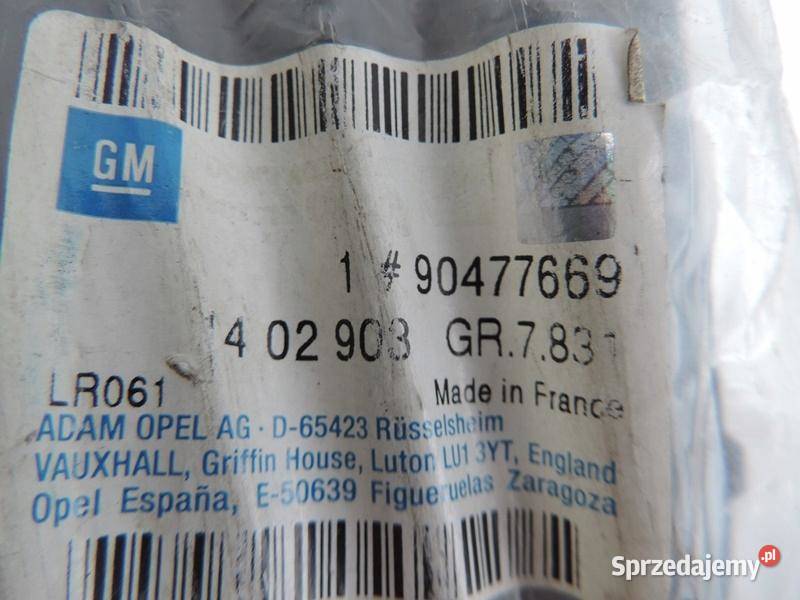 GM
1 # 90477669
14 02 903 GR.7.831
LR061 Made in France
ADAM OPEL AG · D-65423 Rüsselsheim
VAUXHALL, Griffin House, Luton LU1 3YT, England
Opel España, E-50639 Figueruelas Zaragoza
Sprzedajemy.pl